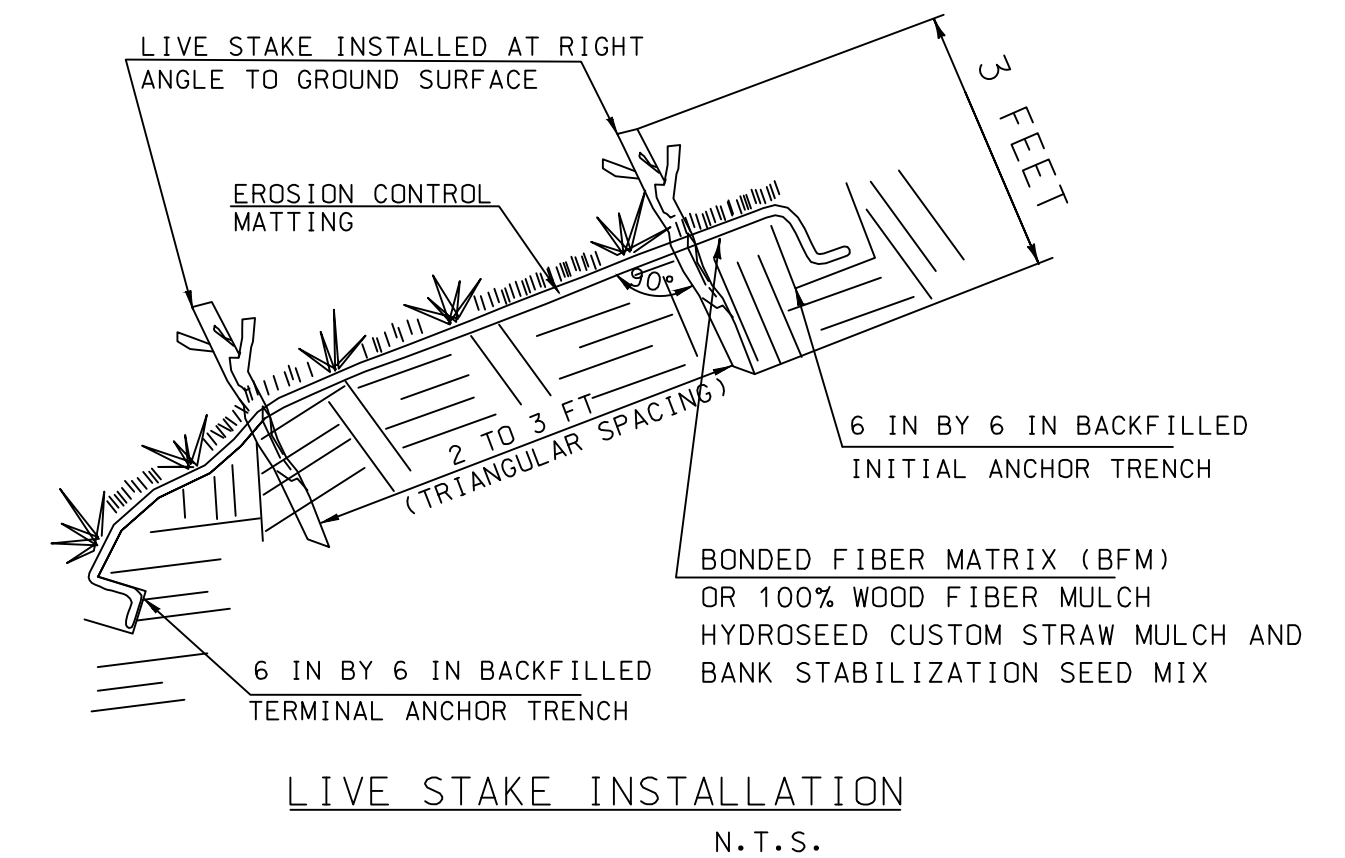 LIVE STAKE INSTALLED AT RIGHT
ANGLE TO GROUND SURFACE
3 FEET
EROSION CONTROL
MATTING
90°
6 IN BY 6 IN BACKFILLED
INITIAL ANCHOR TRENCH
2 TO 3 FT
(TRIANGULAR SPACING)
BONDED FIBER MATRIX (BFM)
OR 100% WOOD FIBER MULCH
HYDROSEED CUSTOM STRAW MULCH AND
BANK STABILIZATION SEED MIX
6 IN BY 6 IN BACKFILLED
TERMINAL ANCHOR TRENCH
LIVE STAKE INSTALLATION
N.T.S.